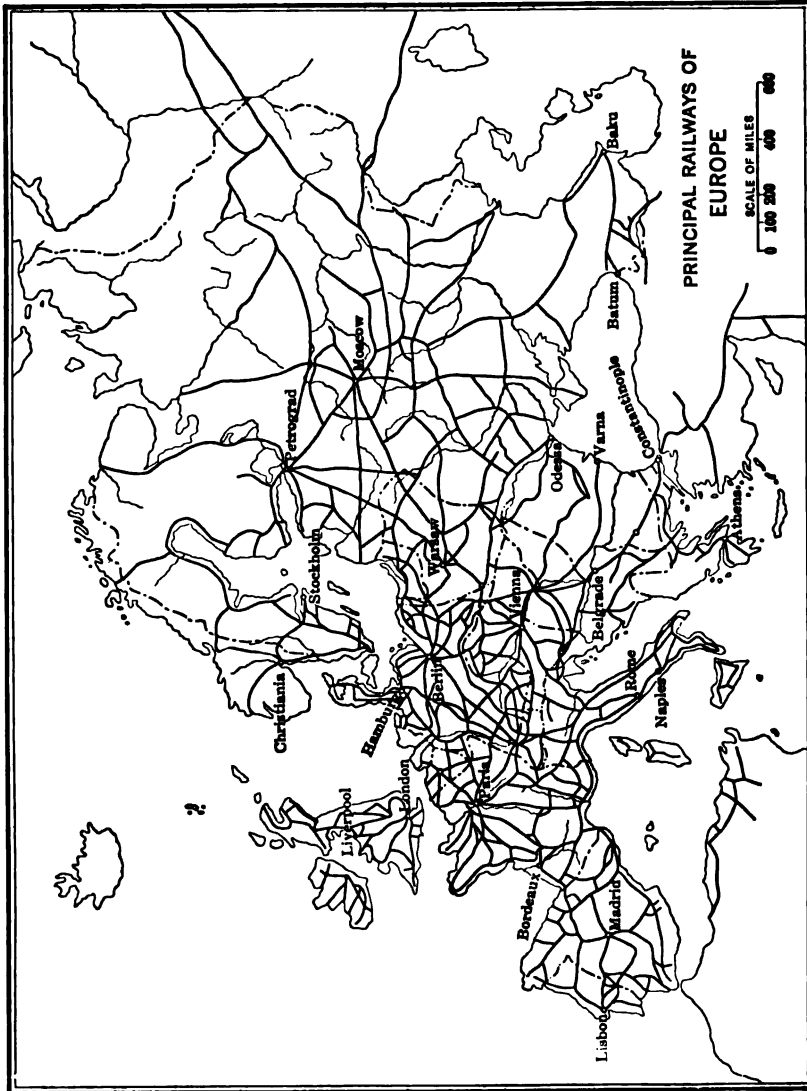 PRINCIPAL RAILWAYS OF
EUROPE
SCALE OF MILES
0 100 200 400 600
Christiania
Stockholm
Petrograd
Moscow
Liverpool
London
Hamburg
Berlin
Warsaw
Paris
Vienna
Odessa
Bordeaux
Belgrade
Varna
Constantinople
Batum
Baku
Lisbon
Madrid
Rome
Naples
Athens